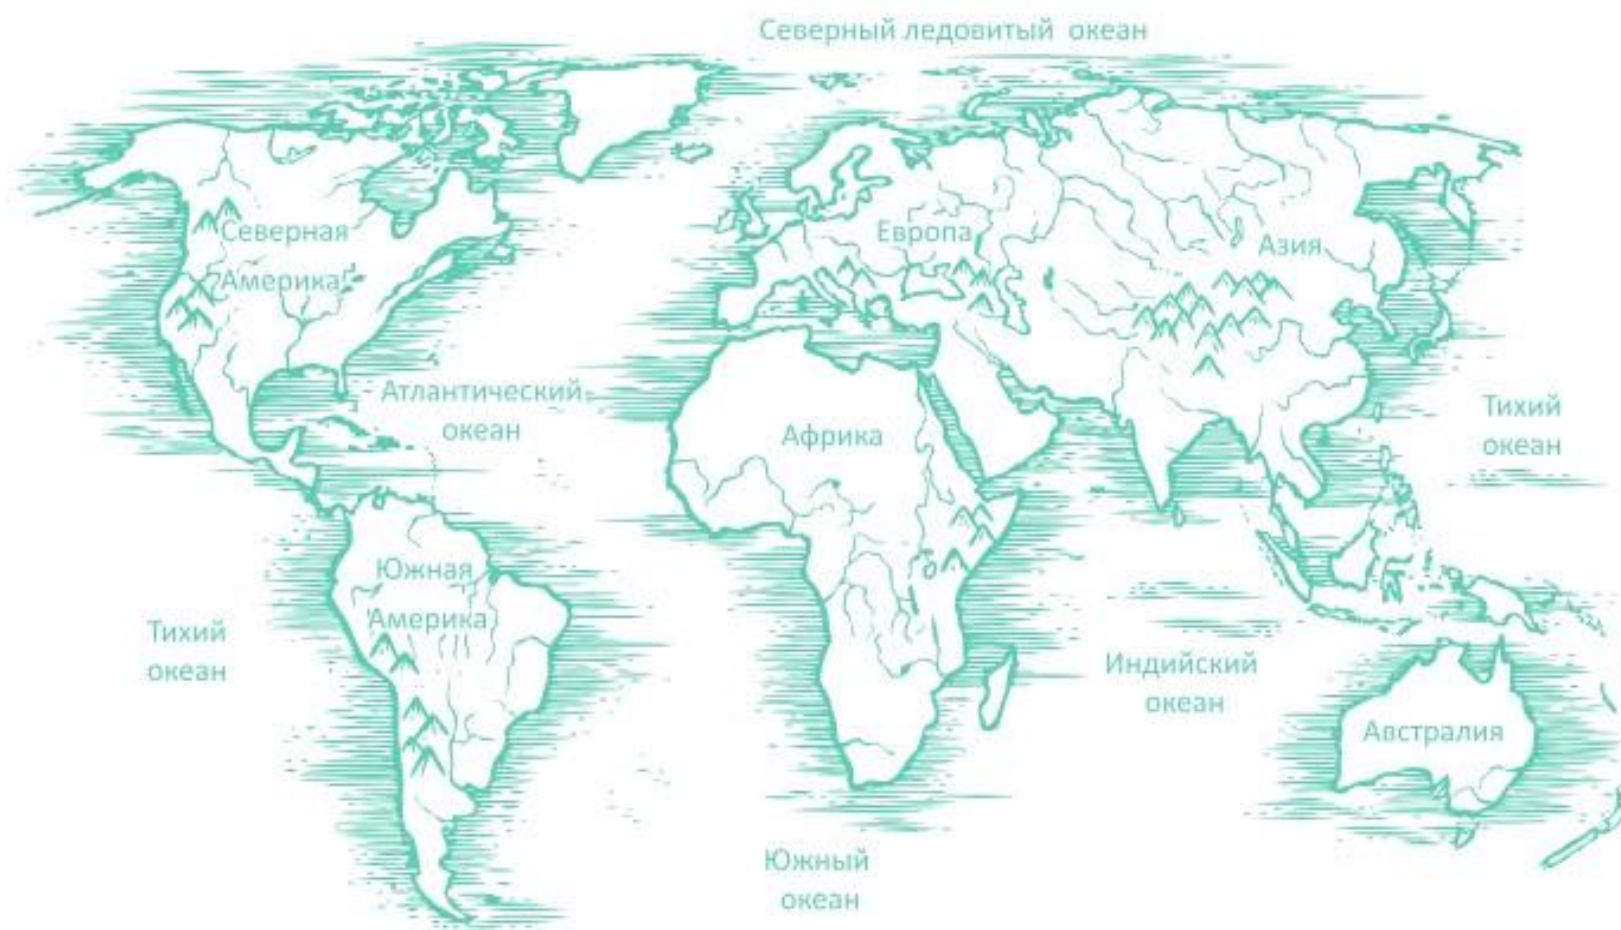 Северный ледовитый океан
Северная
Америка
Европа
Азия
Атлантический
океан
Африка
Тихий
океан
Южная
Америка
Тихий
океан
Индийский
океан
Австралия
Южный
океан